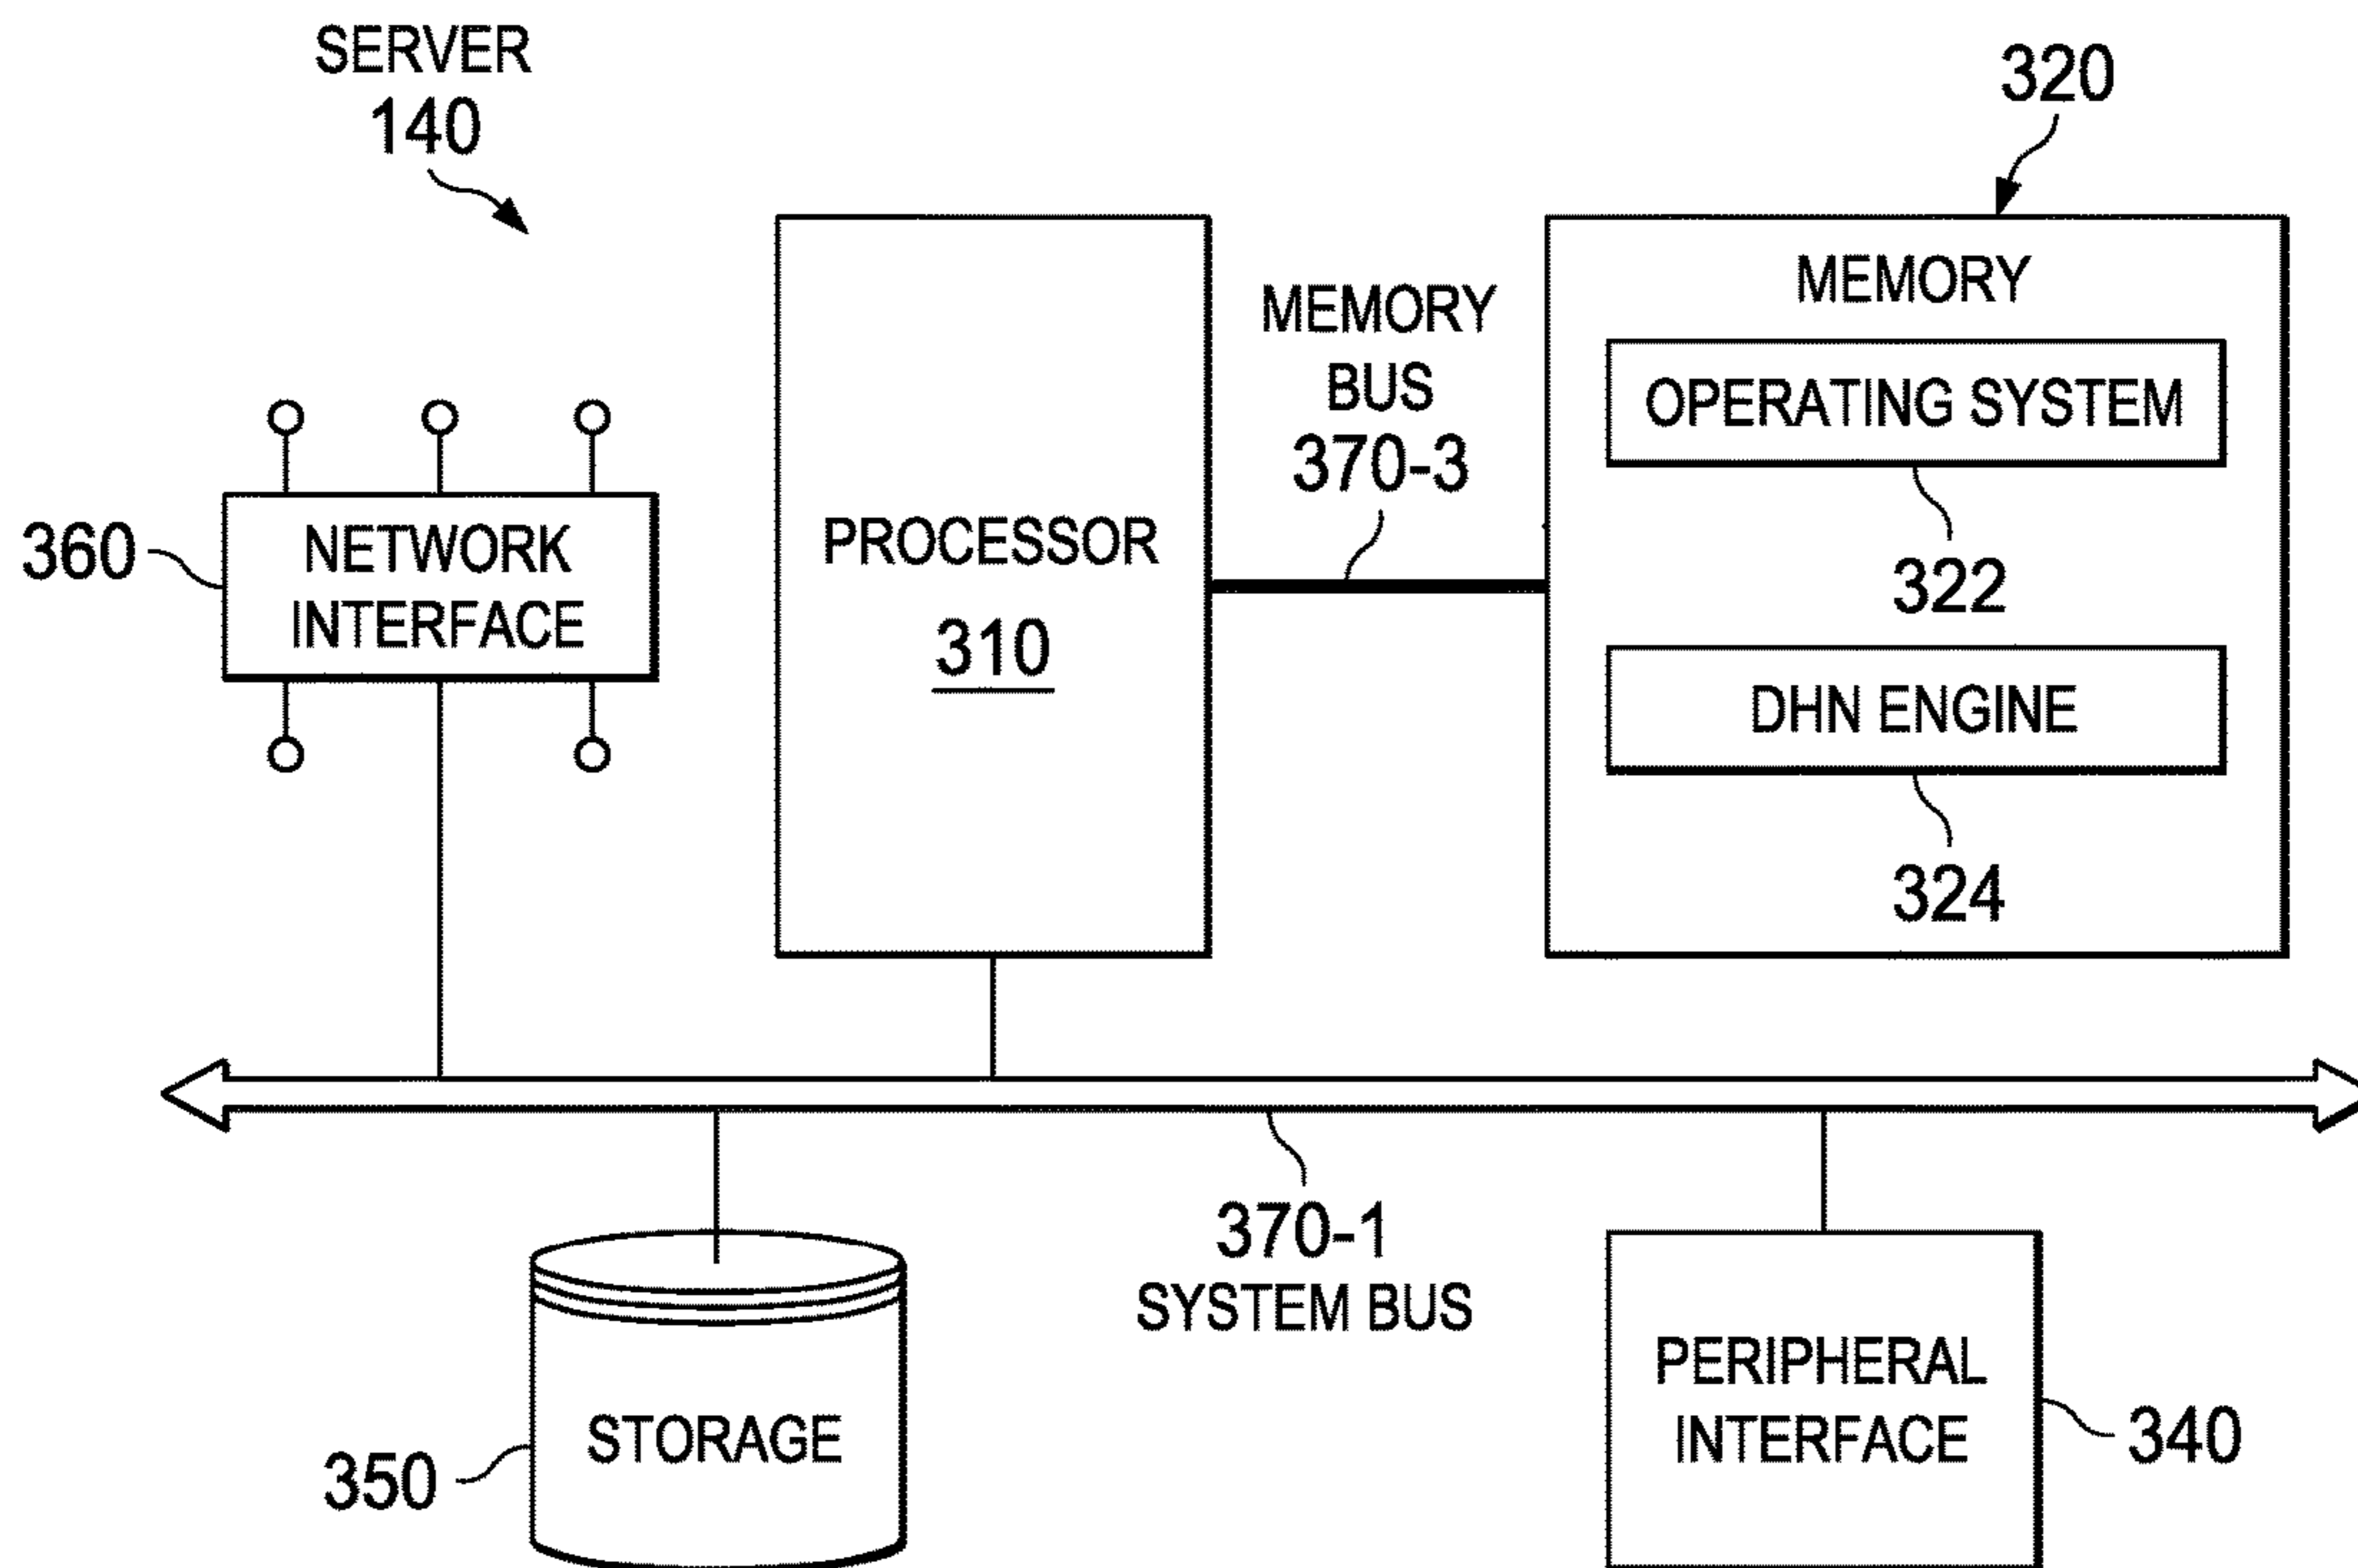 SERVER
140
320
MEMORY
OPERATING SYSTEM
322
DHN ENGINE
324
MEMORY
BUS
370-3
PROCESSOR
310
360
NETWORK
INTERFACE
370-1
SYSTEM BUS
STORAGE
350
PERIPHERAL
INTERFACE
340